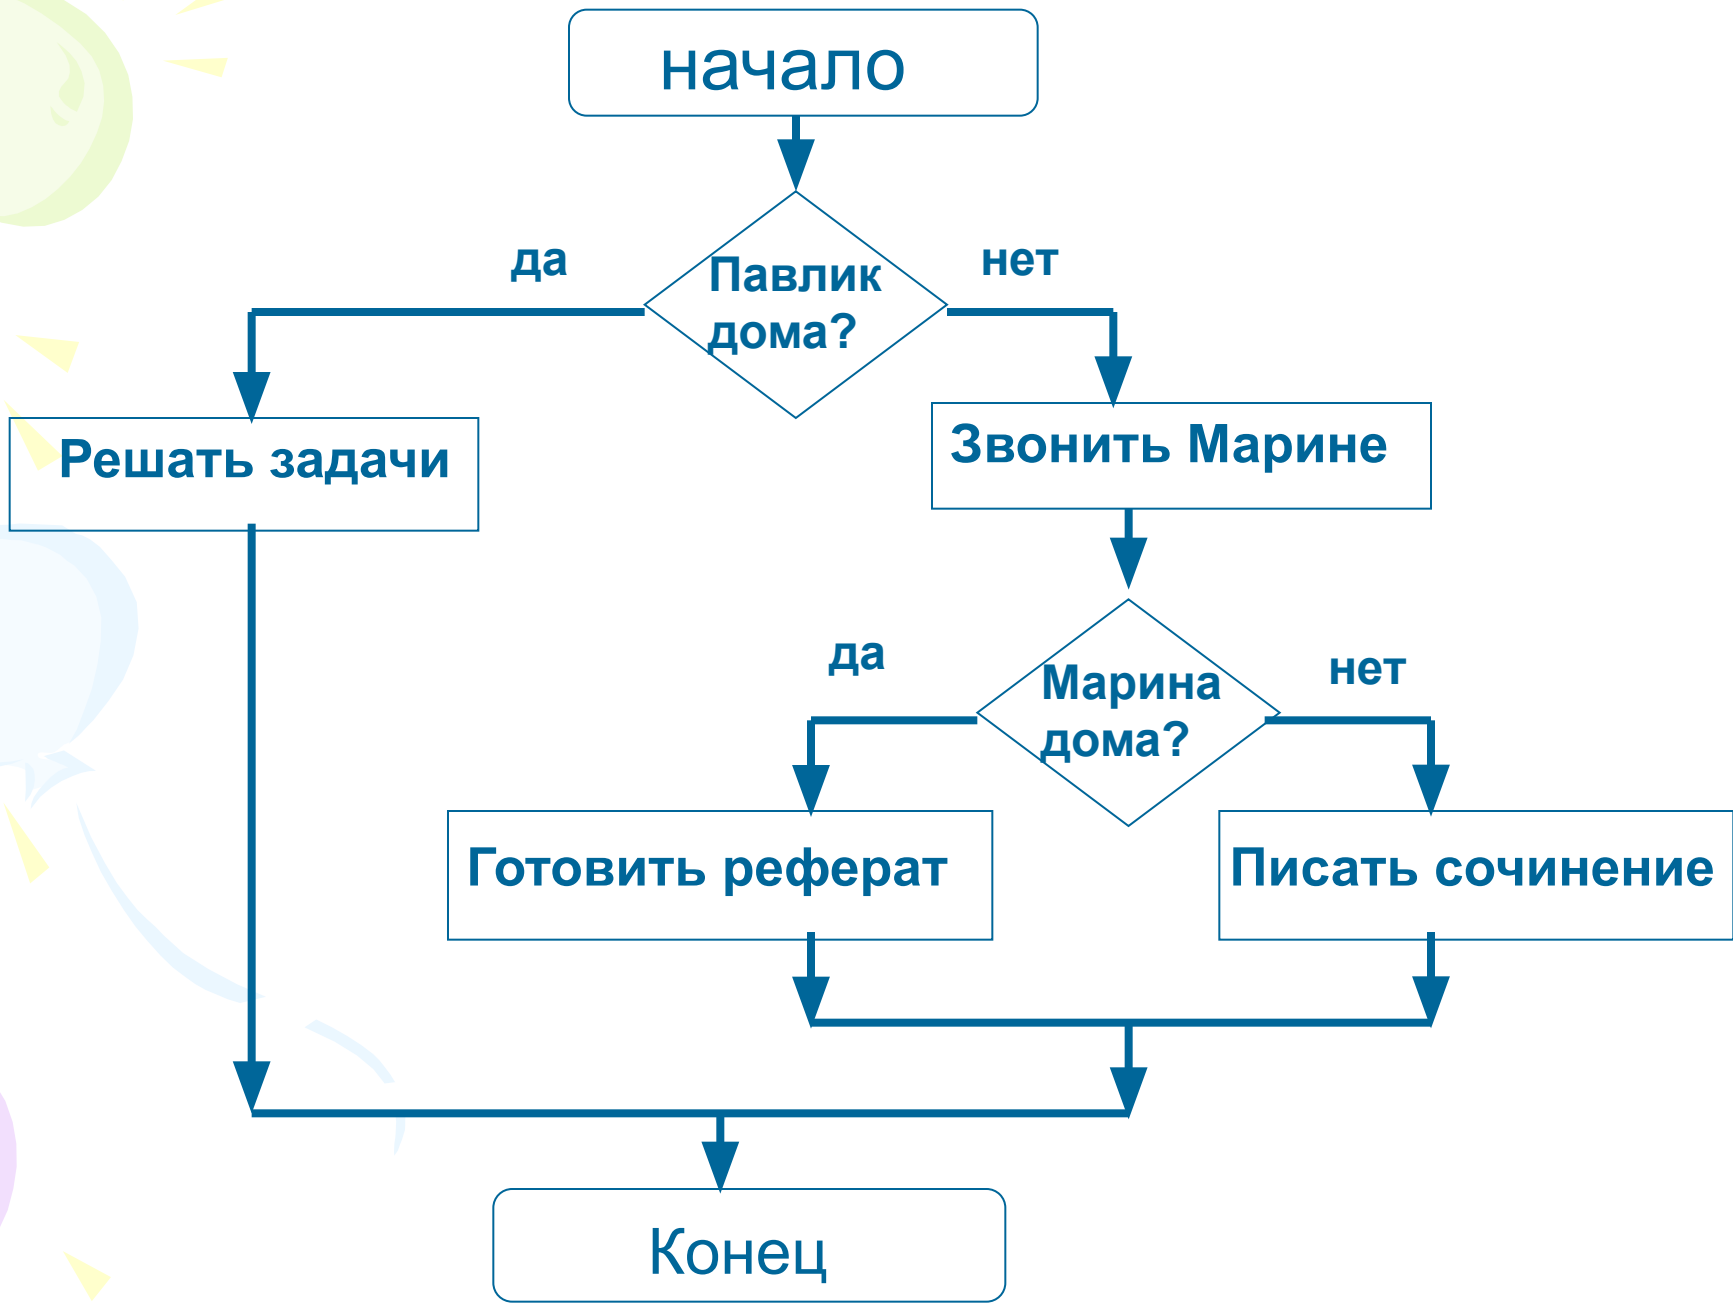 начало
да
нет
Павлик
дома?
Решать задачи
Звонить Марине
да
нет
Марина
дома?
Готовить реферат
Писать сочинение
Конец